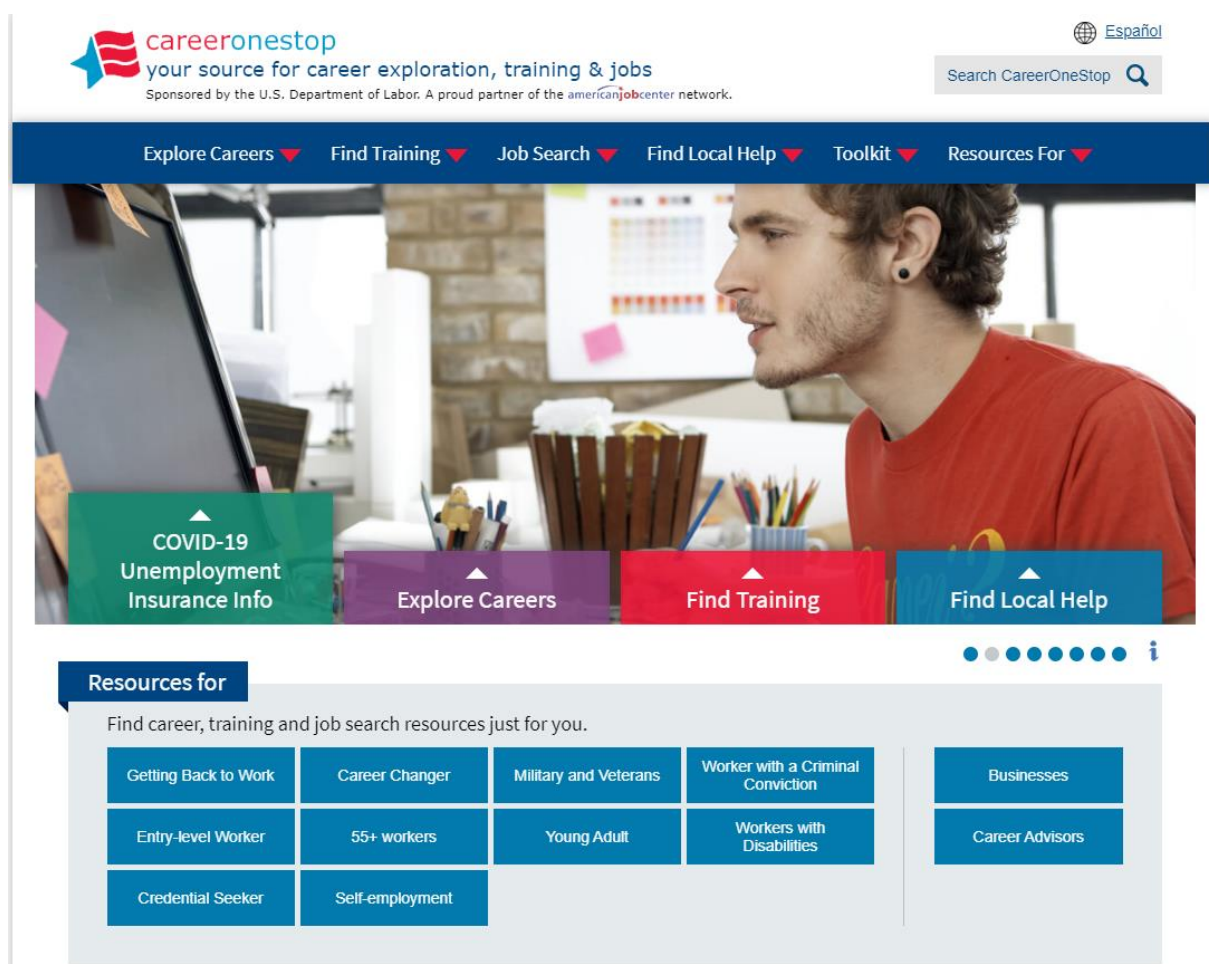 careeronestop
Español
your source for career exploration, training & jobs
Search CareerOneStop
Sponsored by the U.S. Department of Labor. A proud partner of the americanjobcenter network.
Explore Careers Find Training Job Search Find Local Help Toolkit Resources For
COVID-19
Unemployment
Insurance Info
Explore Careers
Find Training
Find Local Help
Resources for
Find career, training and job search resources just for you.
Getting Back to Work
Career Changer
Military and Veterans
Worker with a Criminal
Conviction
Businesses
Entry-level Worker
55+ workers
Young Adult
Workers with
Disabilities
Career Advisors
Credential Seeker
Self-employment